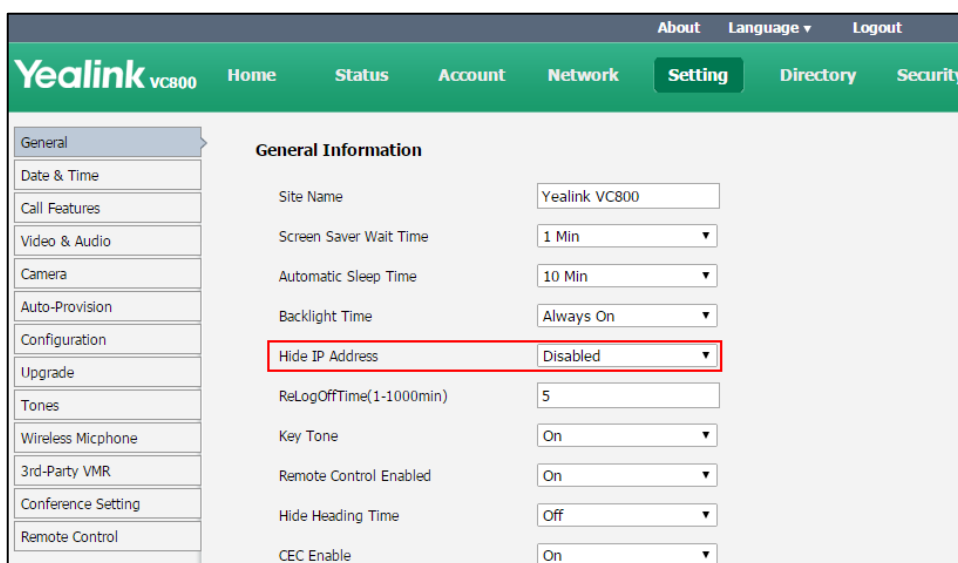 About Language ▾ Logout
Yealink VC800 Home Status Account Network Setting Directory Security
General
Date & Time
Call Features
Video & Audio
Camera
Auto-Provision
Configuration
Upgrade
Tones
Wireless Micphone
3rd-Party VMR
Conference Setting
Remote Control
General Information
Site Name Yealink VC800
Screen Saver Wait Time 1 Min
Automatic Sleep Time 10 Min
Backlight Time Always On
Hide IP Address Disabled
ReLogOffTime(1-1000min) 5
Key Tone On
Remote Control Enabled On
Hide Heading Time Off
CEC Enable On